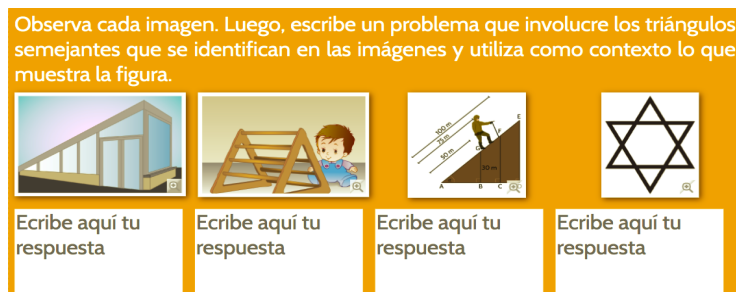 Observa cada imagen. Luego, escribe un problema que involucre los triángulos
semejantes que se identifican en las imágenes y utiliza como contexto lo que
muestra la figura.
100 m
75 m
50 m
E
F
G
30 m
A
B
C
Ecribe aquí tu
respuesta
Ecribe aquí tu
respuesta
Ecribe aquí tu
respuesta
Ecribe aquí tu
respuesta